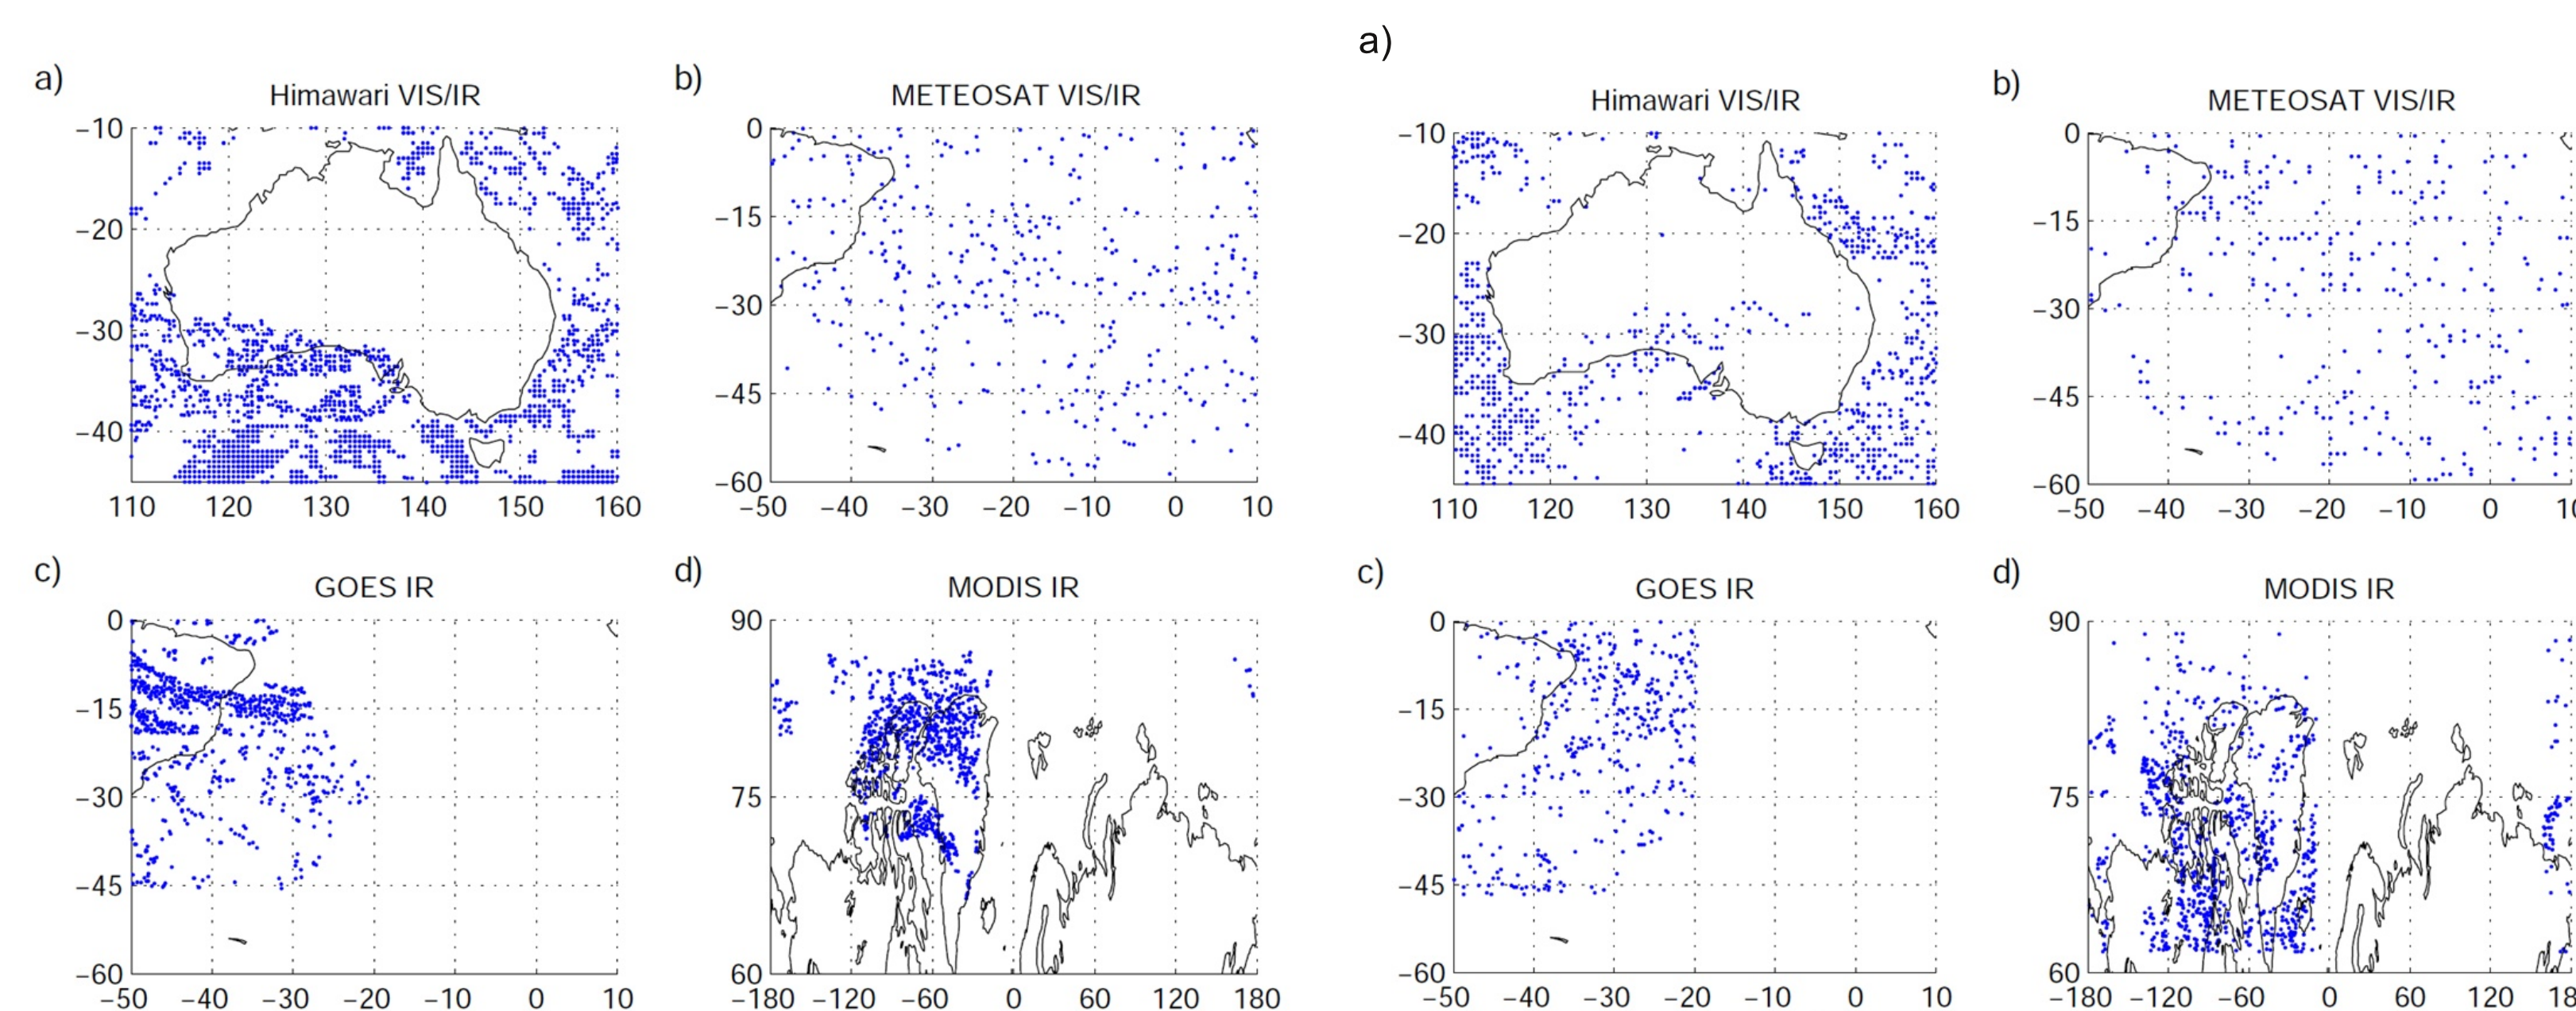 a)
a)
Himawari VIS/IR
b)
METEOSAT VIS/IR
Himawari VIS/IR
b)
METEOSAT VIS/IR
−10
−20
−30
−40
110 120 130 140 150 160
0
−15
−30
−45
−60
−50 −40 −30 −20 −10 0 10
−10
−20
−30
−40
110 120 130 140 150 160
0
−15
−30
−45
−60
−50 −40 −30 −20 −10 0
c)
GOES IR
d)
MODIS IR
c)
GOES IR
d)
MODIS IR
0
−15
−30
−45
−60
−50 −40 −30 −20 −10 0 10
90
75
60
−180 −120 −60 0 60 120 180
0
−15
−30
−45
−60
−50 −40 −30 −20 −10 0 10
90
75
60
−180 −120 −60 0 60 120